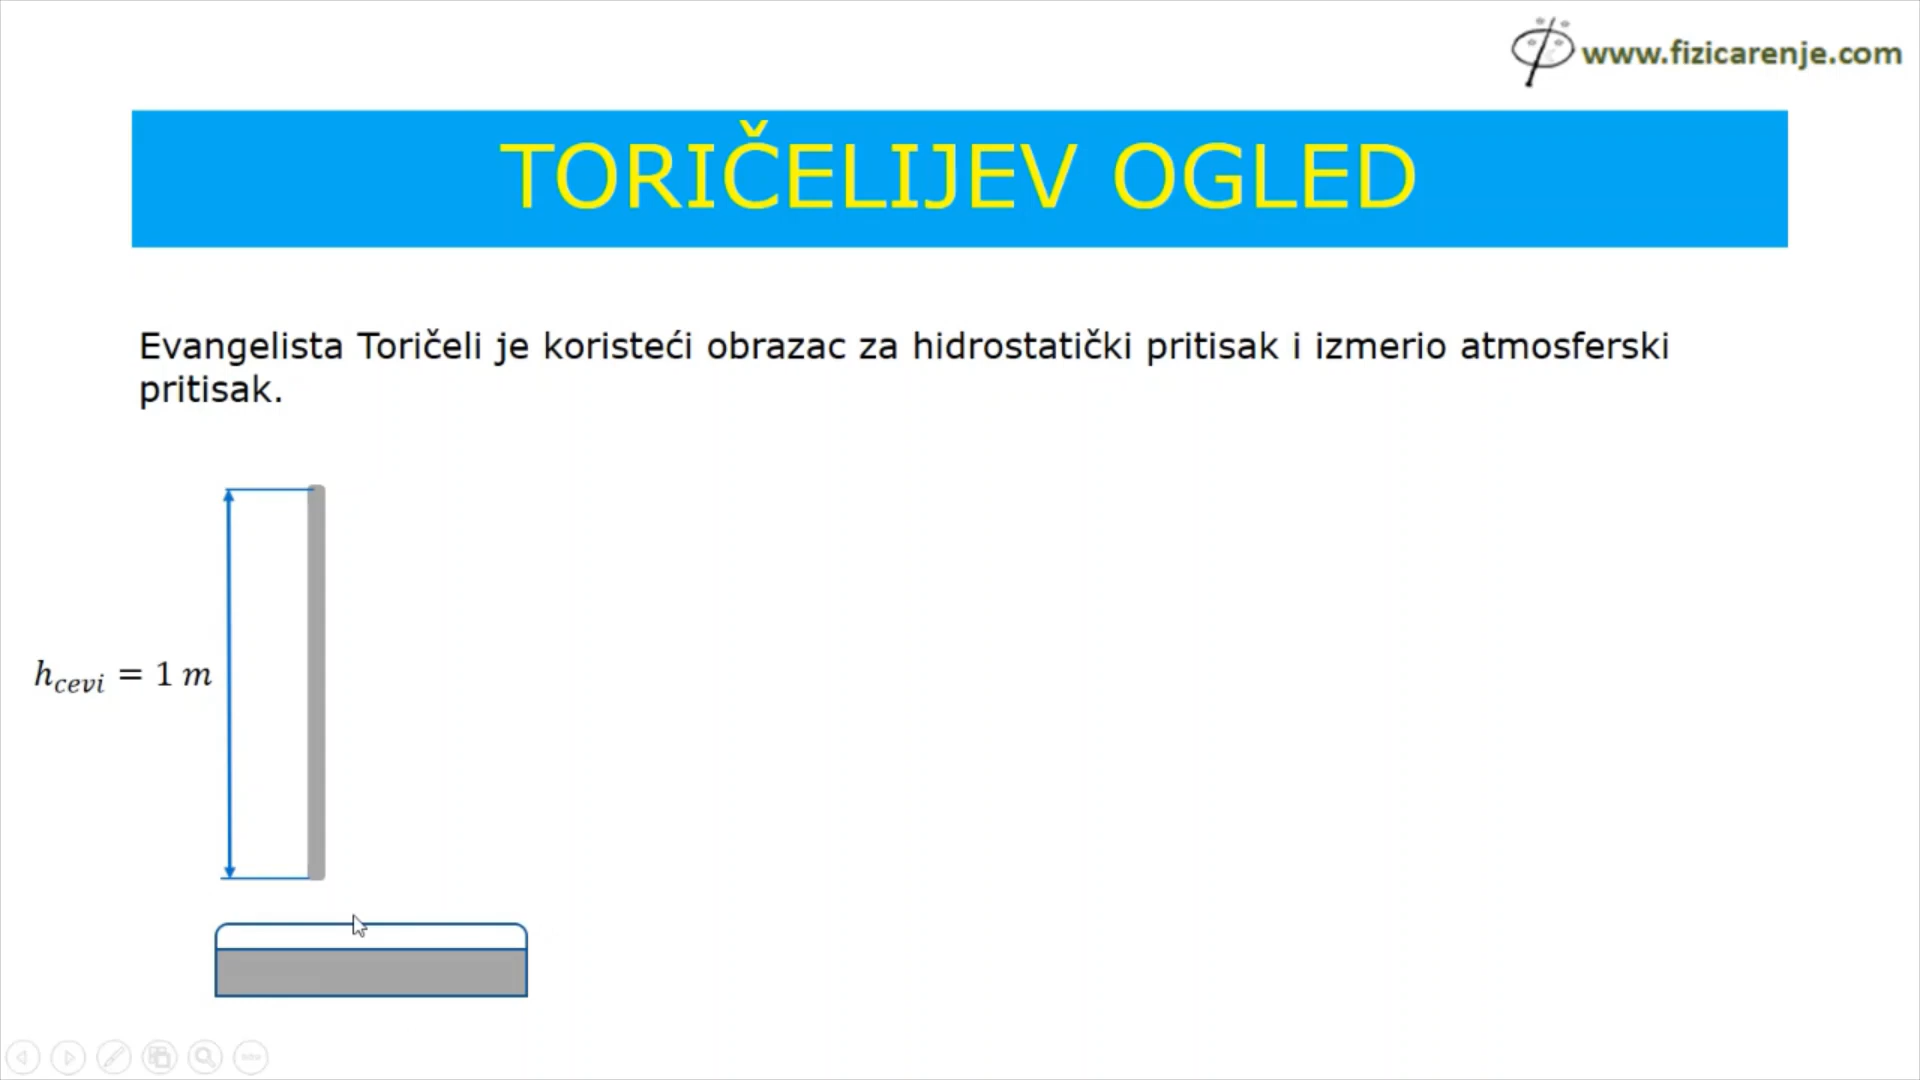 www.fizicarenje.com
TORIČELIJEV OGLED
Evangelista Toričeli je koristeći obrazac za hidrostatički pritisak i izmerio atmosferski
pritisak.
h_cevi = 1 m